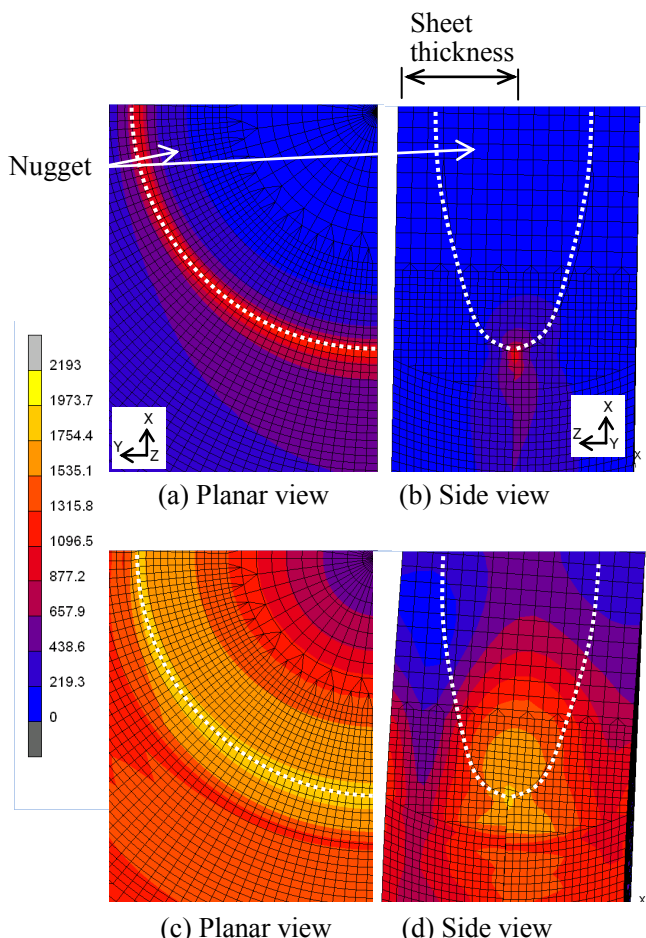 Sheet
thickness
Nugget
2193
1973.7
1754.4
1535.1
1315.8
1096.5
877.2
657.9
438.6
219.3
0
X
Y
Z
X
Z
Y
X
(a) Planar view
(b) Side view
X
(c) Planar view
(d) Side view